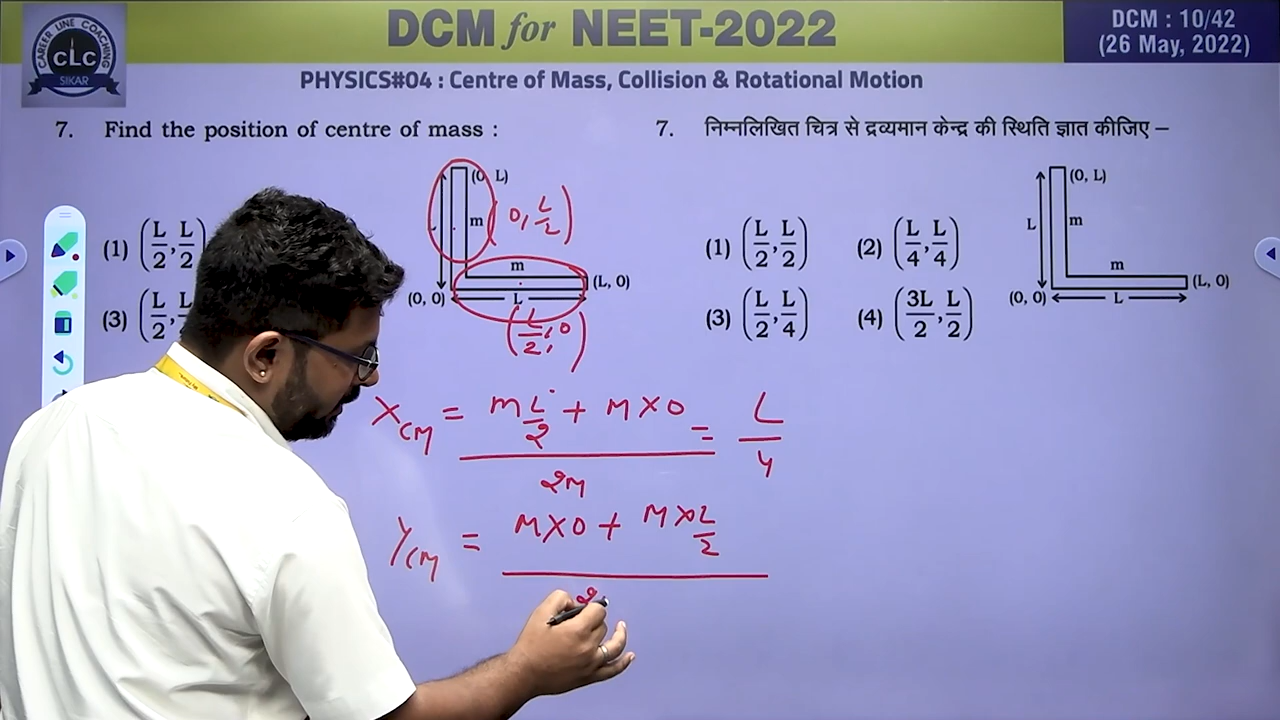 DCM for NEET-2022
DCM : 10/42
(26 May, 2022)
CAREER LINE COACHING
CLC
SIKAR
PHYSICS#04 : Centre of Mass, Collision & Rotational Motion
7. Find the position of centre of mass :
(0, L)
m
(0, L/2)
m
(L, 0)
(0, 0)
L
(L/2, 0)
(1) (L/2, L/2)
(3) (L/2,
X_CM = (m L/2 + M×0) / 2M = L/4
Y_CM = (M×0 + M×L/2) / 2
7. निम्नलिखित चित्र से द्रव्यमान केन्द्र की स्थिति ज्ञात कीजिए –
(1) (L/2, L/2) (2) (L/4, L/4)
(3) (L/2, L/4) (4) (3L/2, L/2)
(0, L)
L
m
m
(L, 0)
(0, 0)
L